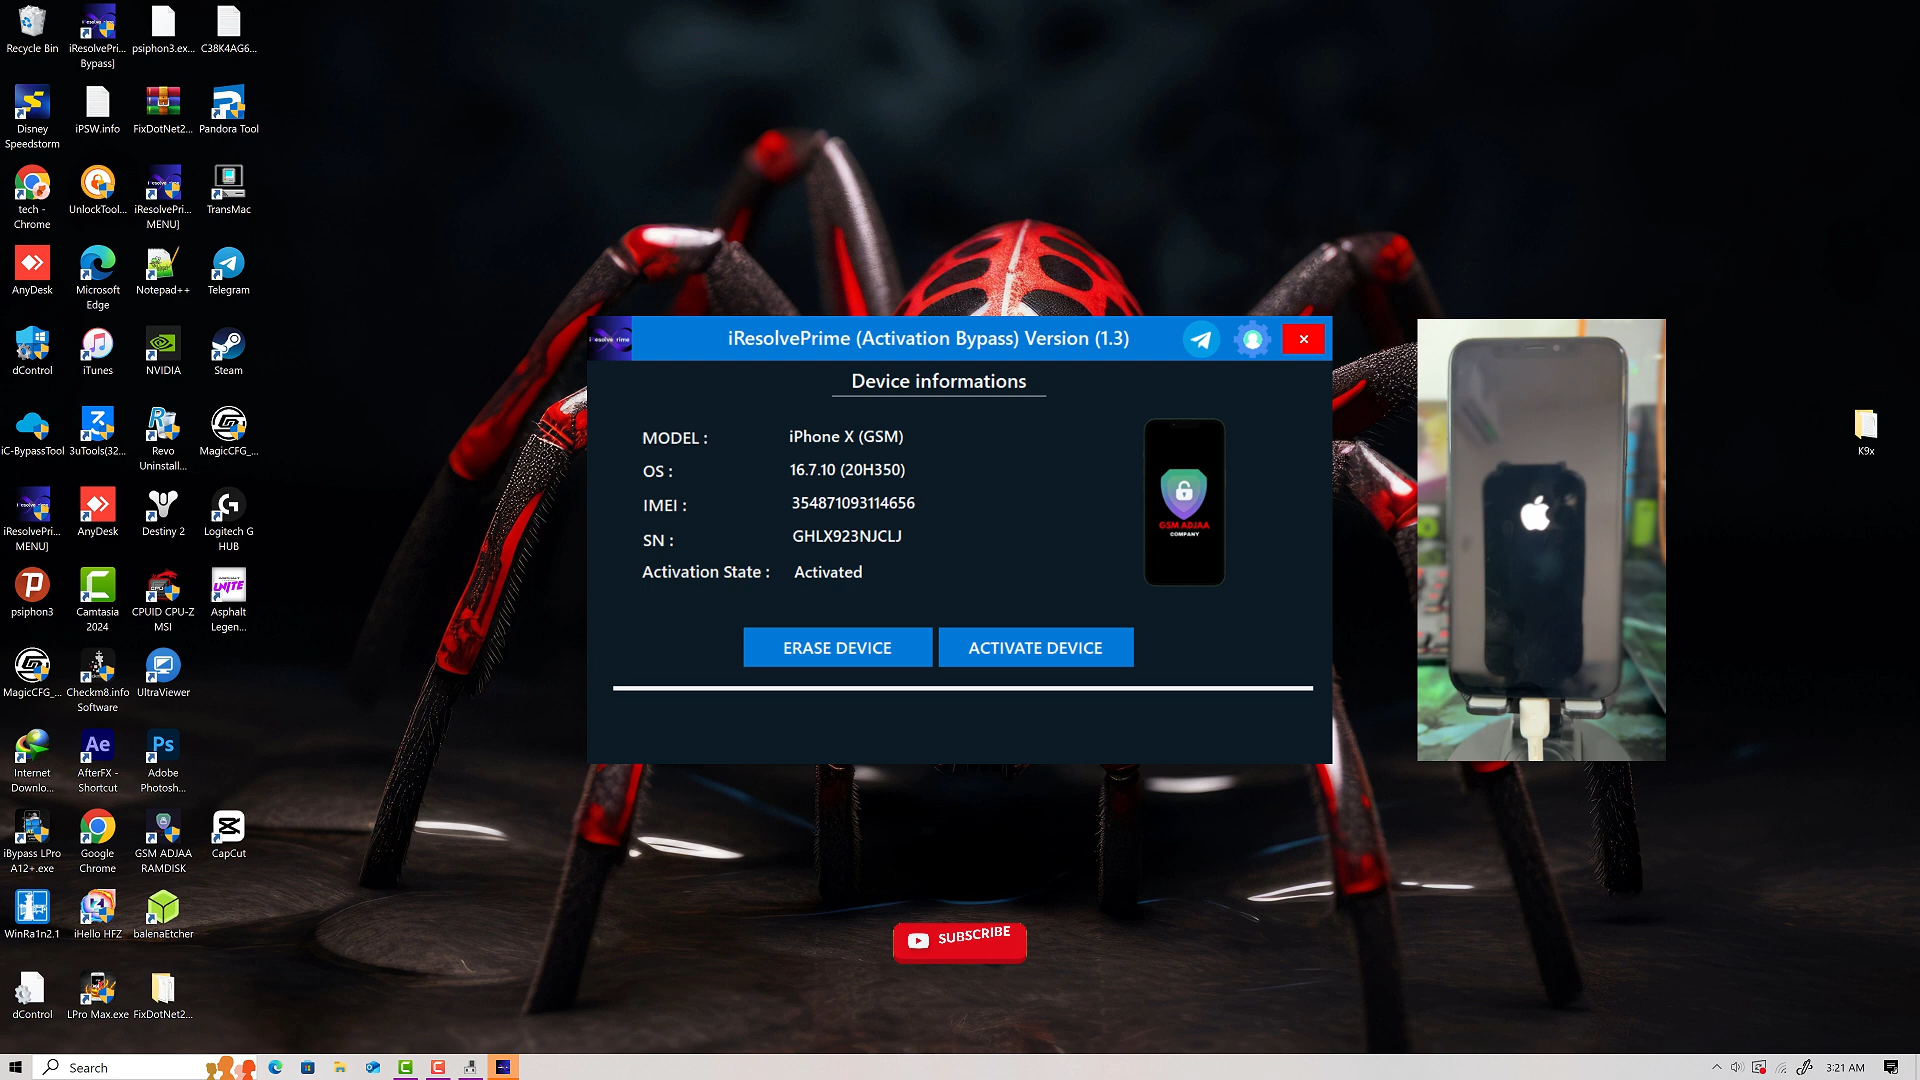 Recycle Bin
iResolvePri...
Bypass]
psiphon3.ex...
C38K4AG6...
Disney
Speedstorm
iPSW.info
FixDotNet2...
Pandora Tool
tech -
Chrome
UnlockTool...
iResolvePri...
MENU]
TransMac
AnyDesk
Microsoft
Edge
Notepad++
Telegram
dControl
iTunes
NVIDIA
Steam
iC-BypassTool
3uTools(32...
Revo
Uninstall...
MagicCFG_...
iResolvePri...
MENU]
AnyDesk
Destiny 2
Logitech G
HUB
psiphon3
Camtasia
2024
CPUID CPU-Z
MSI
Asphalt
Legen...
MagicCFG_...
Checkm8.info
Software
UltraViewer
Internet
Downlo...
AfterFX -
Shortcut
Adobe
Photosh...
iBypass LPro
A12+.exe
Google
Chrome
GSM ADJAA
RAMDISK
CapCut
WinRa1n2.1
iHello HFZ
balenaEtcher
dControl
LPro Max.exe
FixDotNet2...
K9x
iResolvePrime (Activation Bypass) Version (1.3)
Device informations
MODEL : iPhone X (GSM)
OS : 16.7.10 (20H350)
IMEI : 354871093114656
SN : GHLX923NJCLJ
Activation State : Activated
GSM ADJAA
COMPANY
ERASE DEVICE
ACTIVATE DEVICE
SUBSCRIBE
Search
3:21 AM